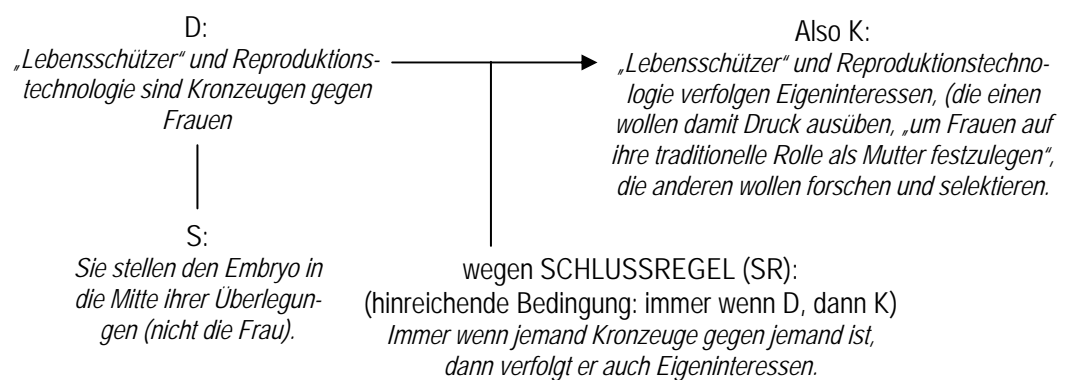 D:
„Lebensschützer“ und Reproduktions-
technologie sind Kronzeugen gegen
Frauen
Also K:
„Lebensschützer“ und Reproduktionstechno-
logie verfolgen Eigeninteressen, (die einen
wollen damit Druck ausüben, „um Frauen auf
ihre traditionelle Rolle als Mutter festzulegen“,
die anderen wollen forschen und selektieren.
S:
Sie stellen den Embryo in
die Mitte ihrer Überlegun-
gen (nicht die Frau).
wegen SCHLUSSREGEL (SR):
(hinreichende Bedingung: immer wenn D, dann K)
Immer wenn jemand Kronzeuge gegen jemand ist,
dann verfolgt er auch Eigeninteressen.